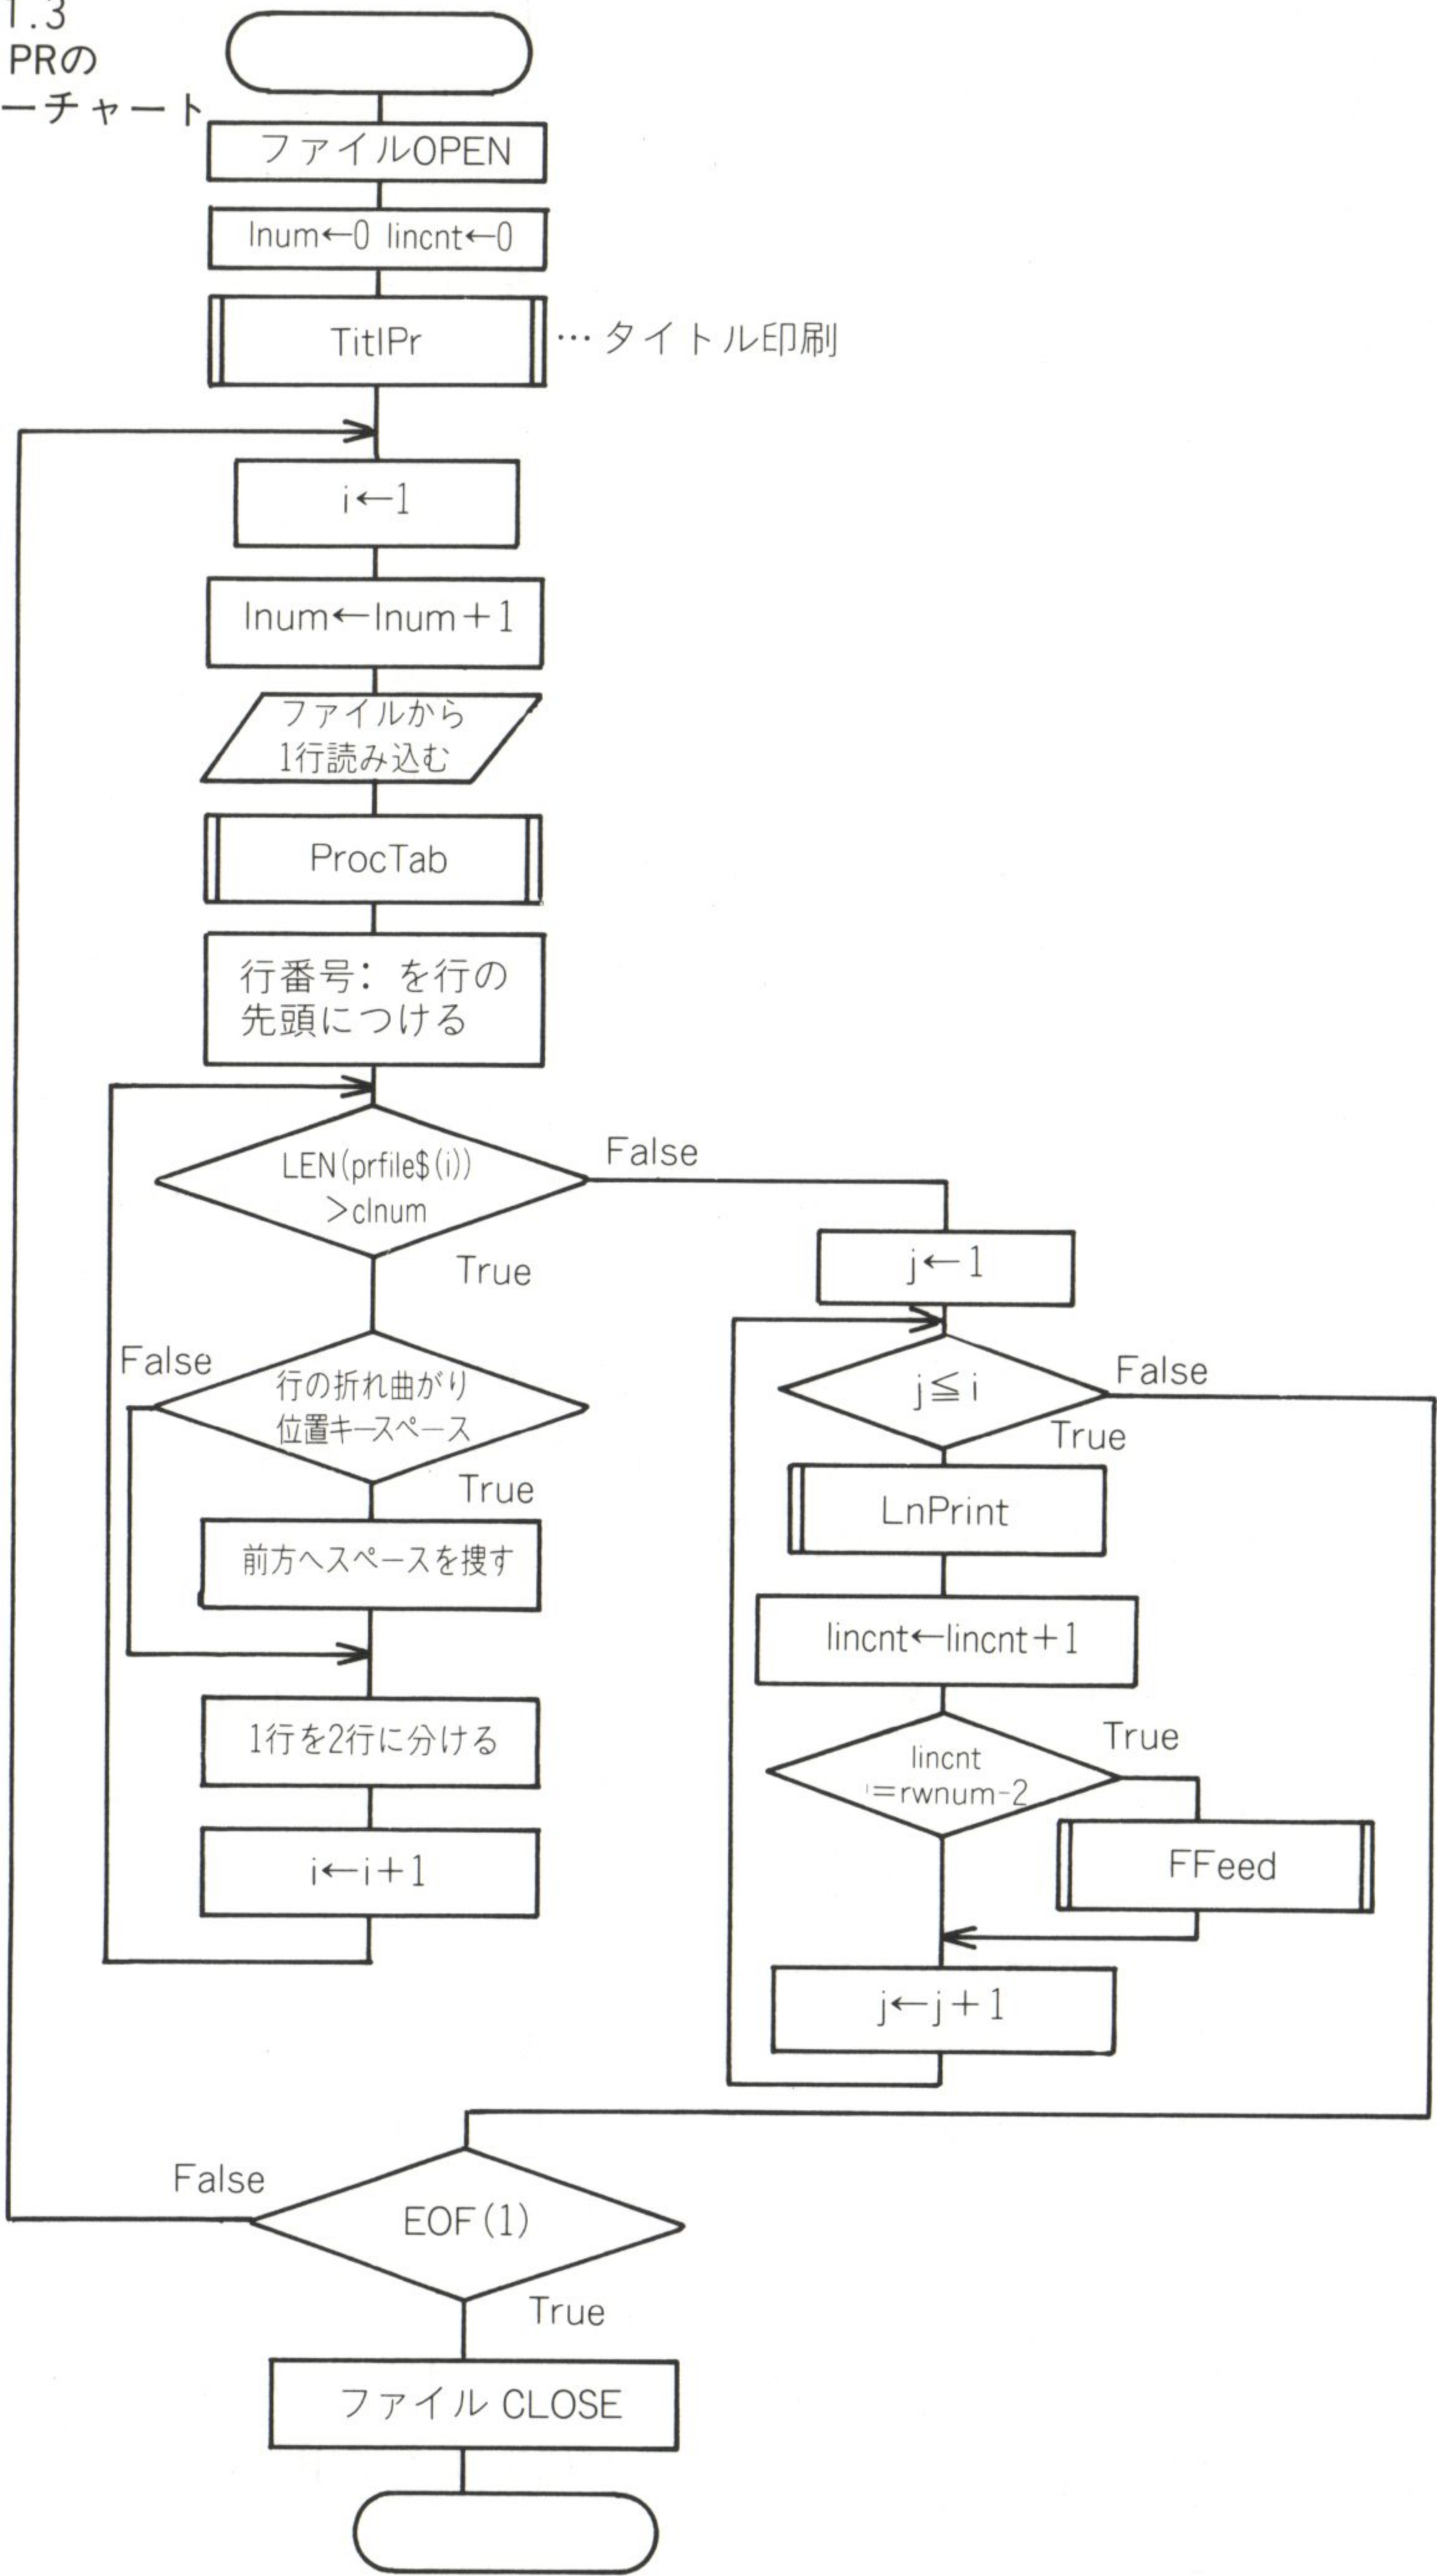 1.3
PRの
ーチャート
ファイルOPEN
lnum←0 lincnt←0
TitlPr
…タイトル印刷
i←1
lnum←lnum＋1
ファイルから
1行読み込む
ProcTab
行番号：を行の
先頭につける
LEN(prfile$(i))
＞clnum
False
True
行の折れ曲がり
位置キースペース
False
True
前方へスペースを捜す
1行を2行に分ける
i←i＋1
j←1
j≦i
False
True
LnPrint
lincnt←lincnt＋1
lincnt
＝rwnum-2
True
FFeed
j←j＋1
False
EOF(1)
True
ファイル CLOSE